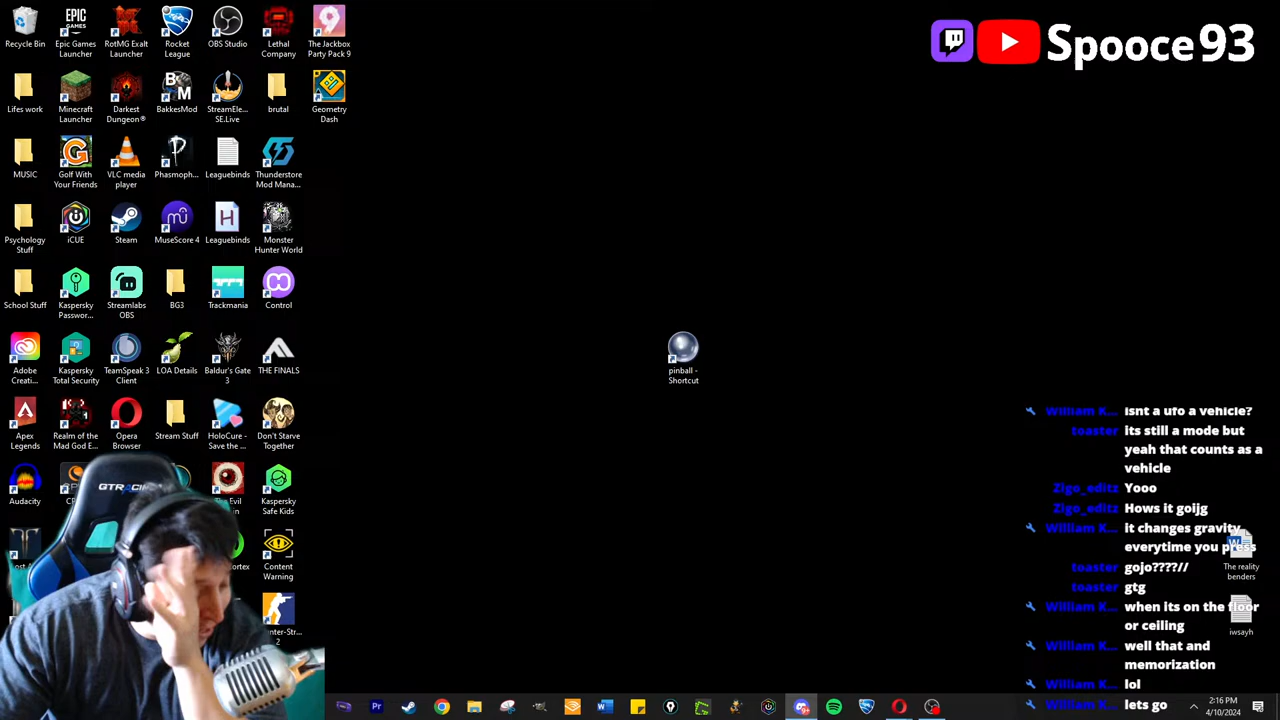 Spooce93
Recycle Bin
Epic Games
Launcher
RotMG Exalt
Launcher
Rocket
League
OBS Studio
Lethal
Company
The Jackbox
Party Pack 9
Lifes work
Minecraft
Launcher
Darkest
Dungeon®
BakkesMod
StreamEle...
SE.Live
brutal
Geometry
Dash
MUSIC
Golf With
Your Friends
VLC media
player
Phasmoph...
Leaguebinds
Thunderstore
Mod Mana...
Psychology
Stuff
iCUE
Steam
MuseScore 4
Leaguebinds
Monster
Hunter World
School Stuff
Kaspersky
Passwor...
Streamlabs
OBS
BG3
Trackmania
Control
Adobe
Creati...
Kaspersky
Total Security
TeamSpeak 3
Client
LOA Details
Baldur's Gate
3
THE FINALS
pinball -
Shortcut
Apex
Legends
Realm of the
Mad God E...
Opera
Browser
Stream Stuff
HoloCure -
Save the ...
Don't Starve
Together
Audacity
Kaspersky
Safe Kids
Content
Warning
2
GTRACING
William K... isnt a ufo a vehicle?
toaster its still a mode but
yeah that counts as a
vehicle
Zigo_editz Yooo
Zigo_editz Hows it goijg
William K... it changes gravity
everytime you press
toaster gojo????//
toaster gtg
William K... when its on the floor
or ceiling
William K... well that and
memorization
William K... lol
William K... lets go
The reality
benders
iwsayh
2:16 PM
4/10/2024